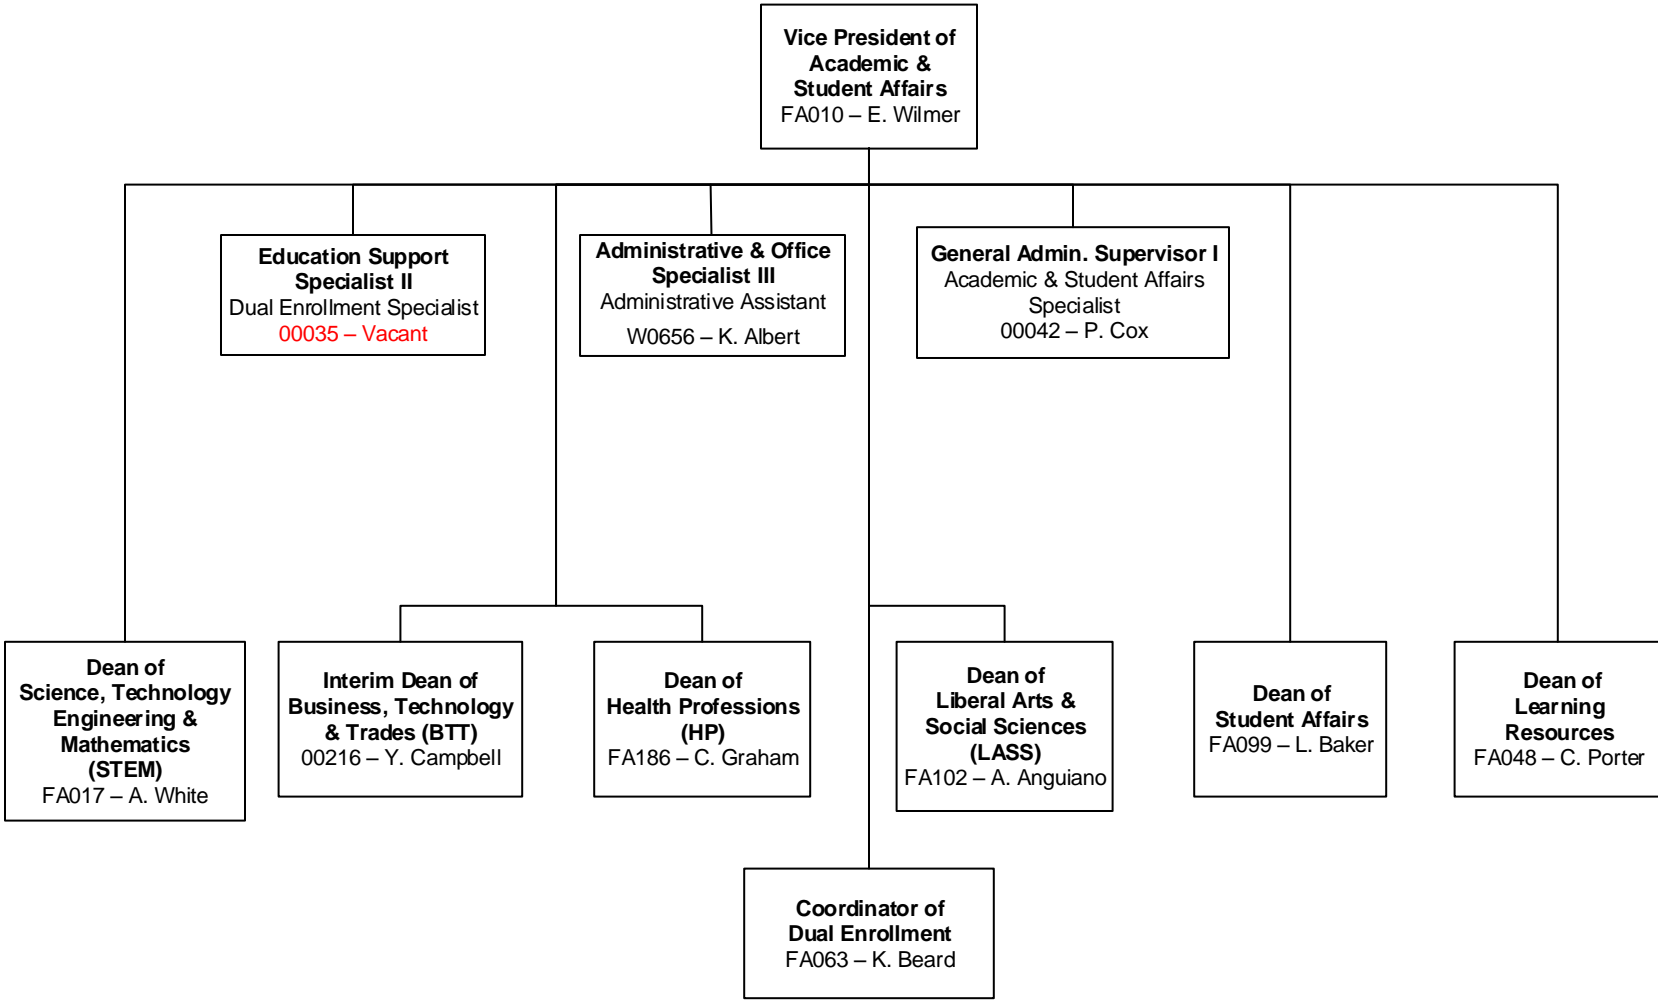 Vice President of
Academic &
Student Affairs
FA010 – E. Wilmer
Education Support
Specialist II
Dual Enrollment Specialist
00035 – Vacant
Administrative & Office
Specialist III
Administrative Assistant
W0656 – K. Albert
General Admin. Supervisor I
Academic & Student Affairs
Specialist
00042 – P. Cox
Dean of
Science, Technology
Engineering &
Mathematics
(STEM)
FA017 – A. White
Interim Dean of
Business, Technology
& Trades (BTT)
00216 – Y. Campbell
Dean of
Health Professions
(HP)
FA186 – C. Graham
Dean of
Liberal Arts &
Social Sciences
(LASS)
FA102 – A. Anguiano
Dean of
Student Affairs
FA099 – L. Baker
Dean of
Learning
Resources
FA048 – C. Porter
Coordinator of
Dual Enrollment
FA063 – K. Beard